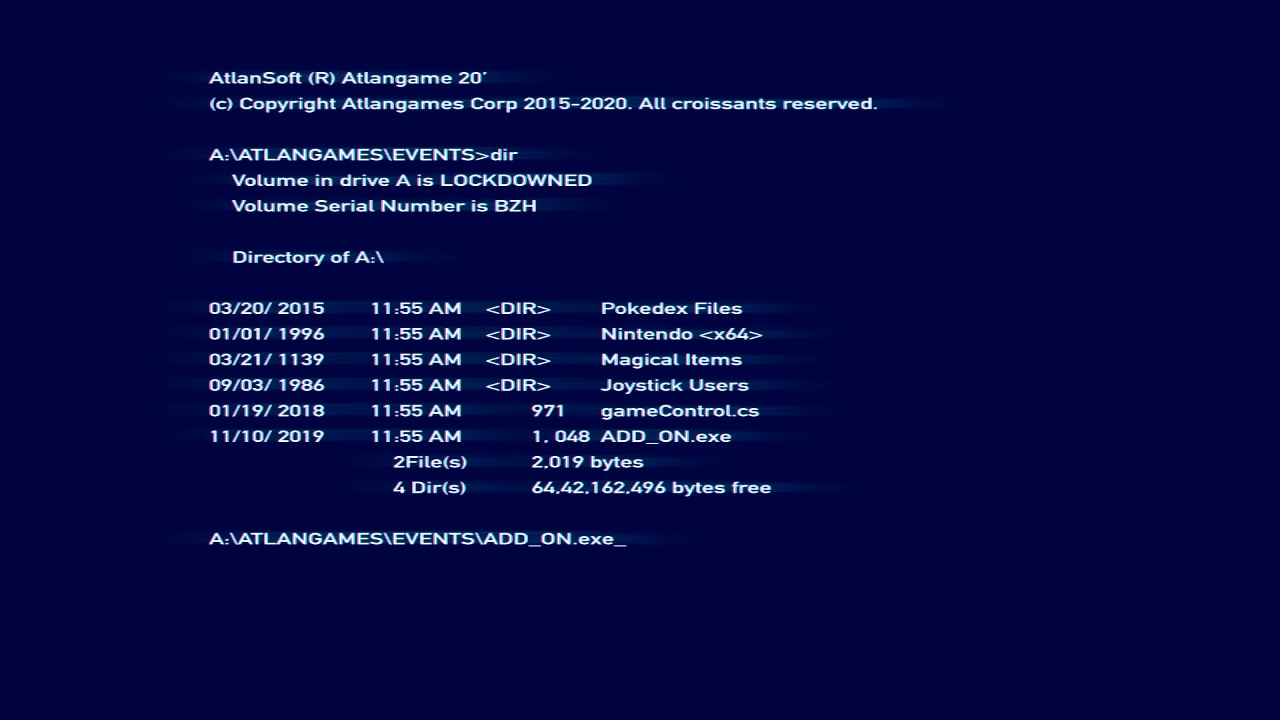 AtlanSoft (R) Atlangame 20'
(c) Copyright Atlangames Corp 2015-2020. All croissants reserved.
A:\ATLANGAMES\EVENTS>dir
Volume in drive A is LOCKDOWNED
Volume Serial Number is BZH
Directory of A:\
03/20/ 2015 11:55 AM <DIR> Pokedex Files
01/01/ 1996 11:55 AM <DIR> Nintendo <x64>
03/21/ 1139 11:55 AM <DIR> Magical Items
09/03/ 1986 11:55 AM <DIR> Joystick Users
01/19/ 2018 11:55 AM 971 gameControl.cs
11/10/ 2019 11:55 AM 1, 048 ADD_ON.exe
2File(s) 2,019 bytes
4 Dir(s) 64,42,162,496 bytes free
A:\ATLANGAMES\EVENTS\ADD_ON.exe_